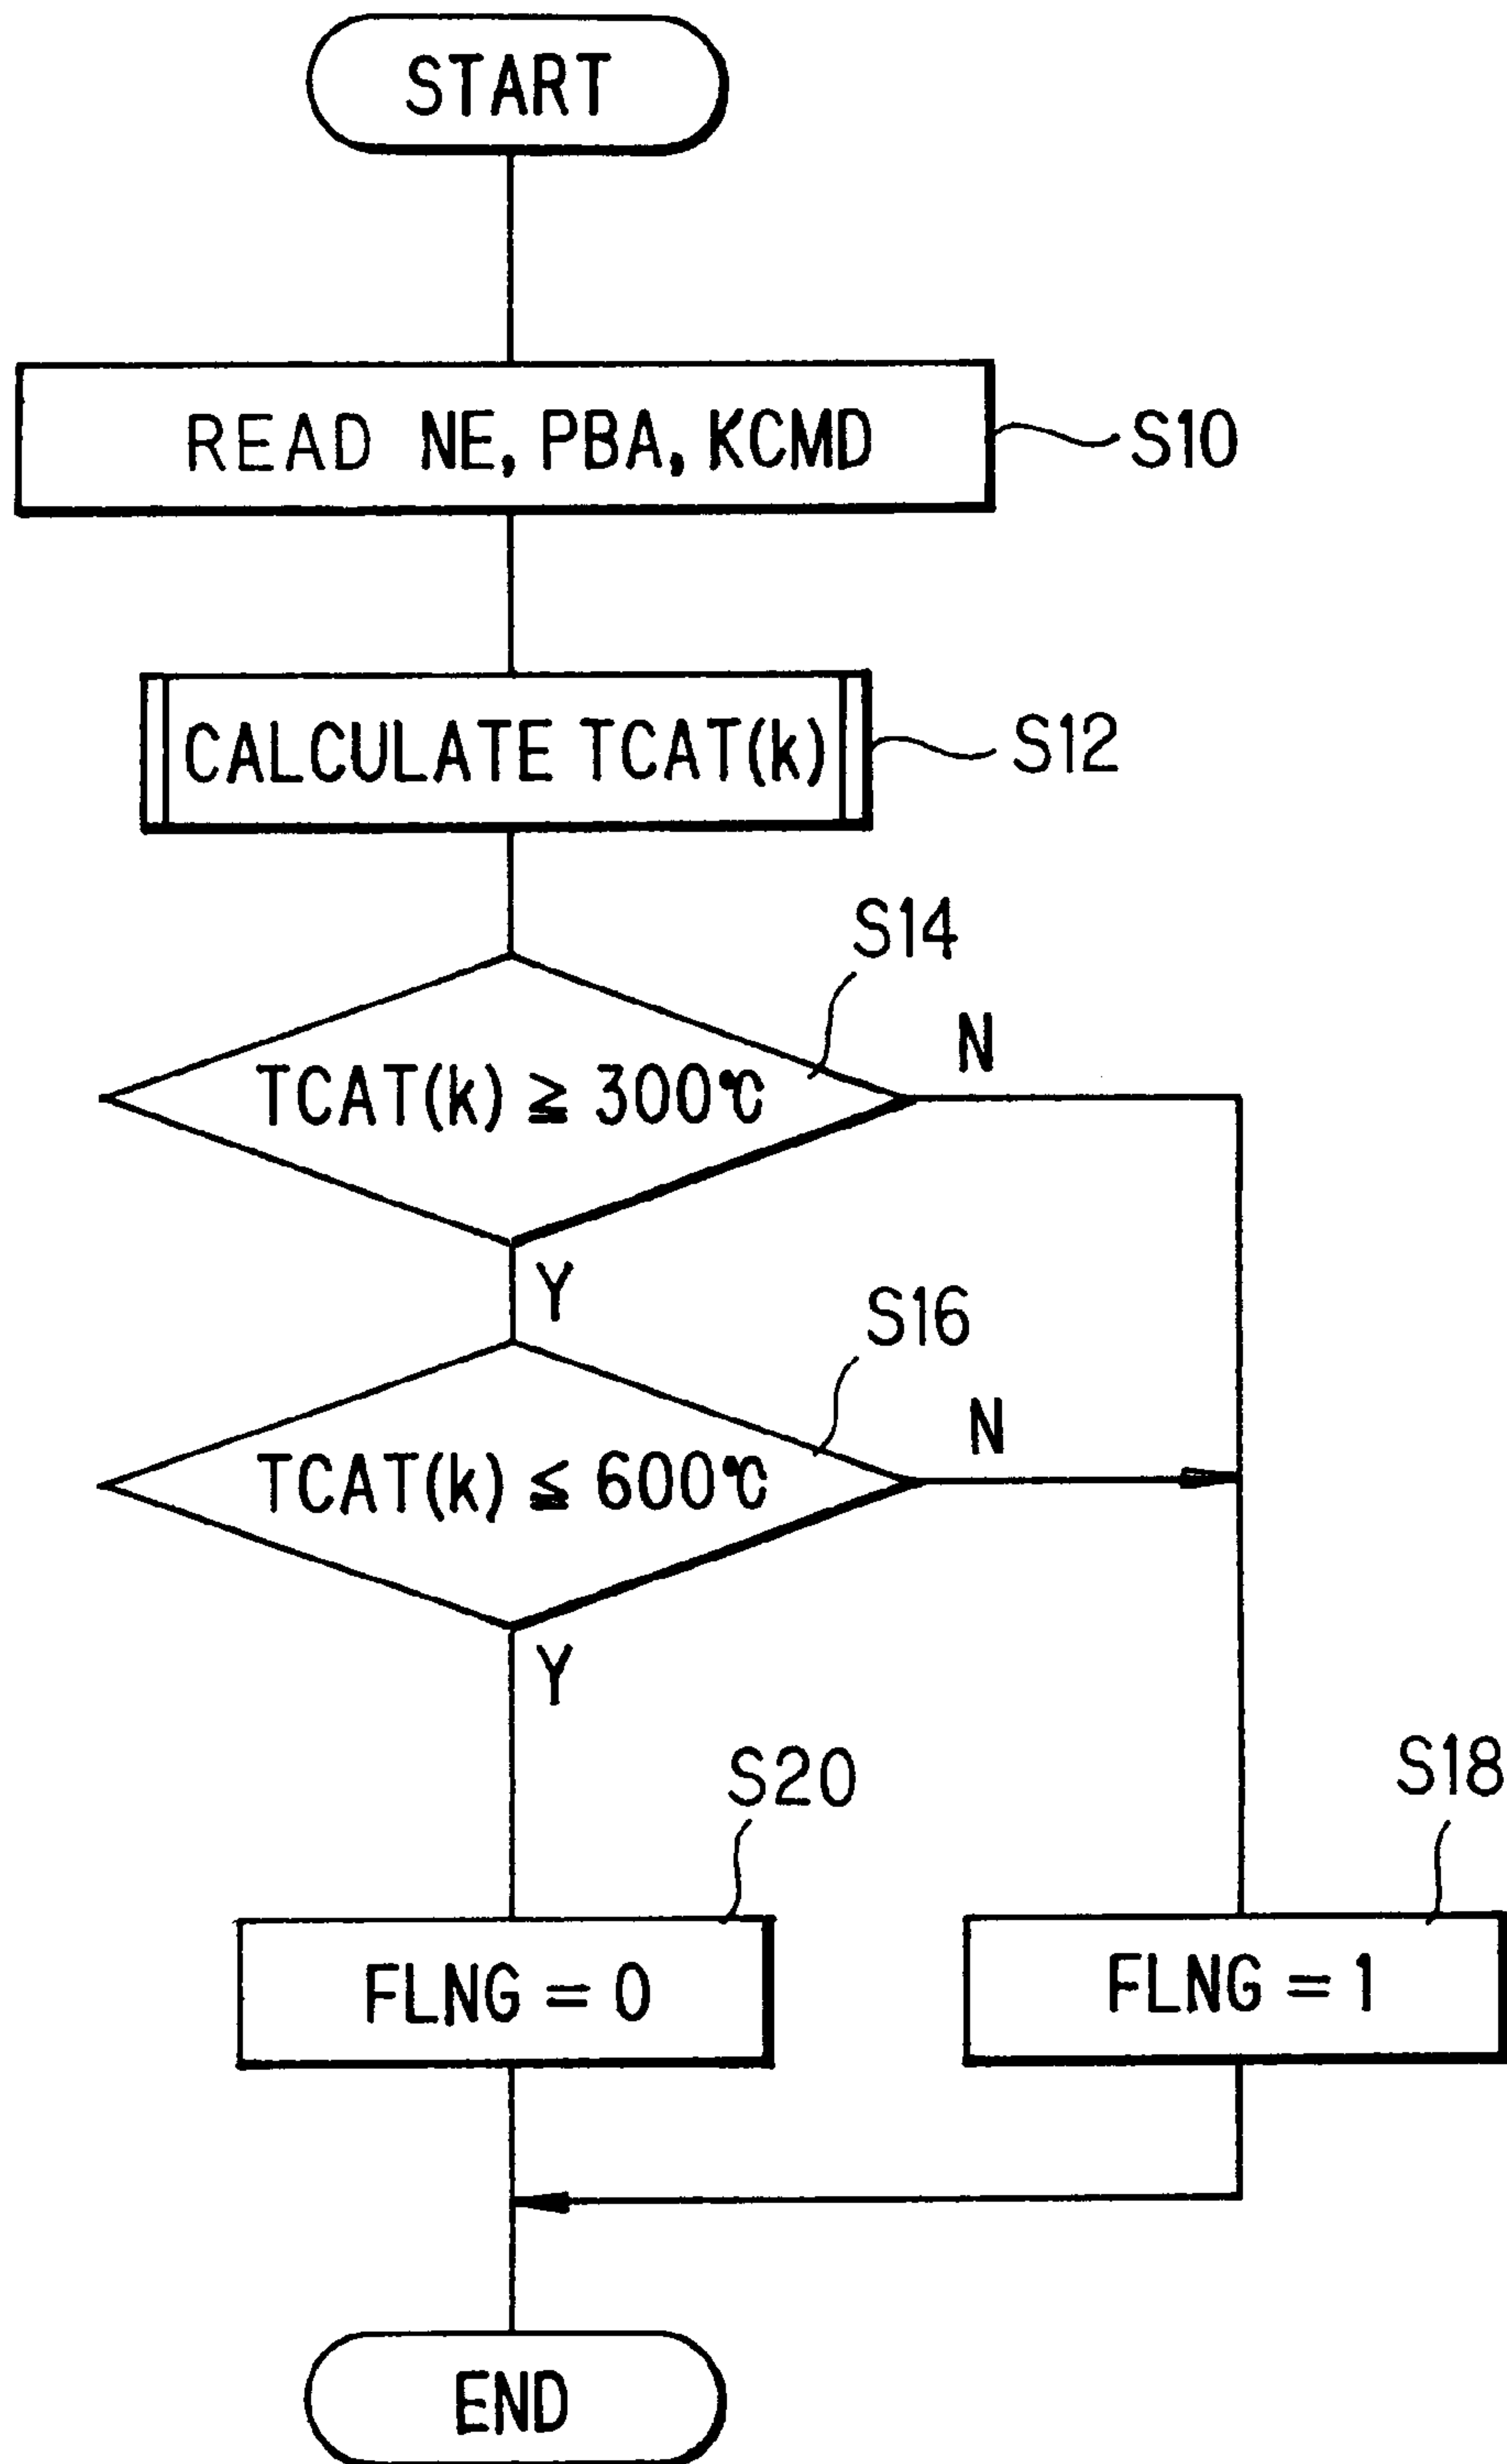 START
READ NE, PBA, KCMD
S10
CALCULATE TCAT(k)
S12
S14
TCAT(k) ≧ 300℃
N
Y
S16
TCAT(k) ≦ 600℃
N
Y
S20
S18
FLNG = 0
FLNG = 1
END